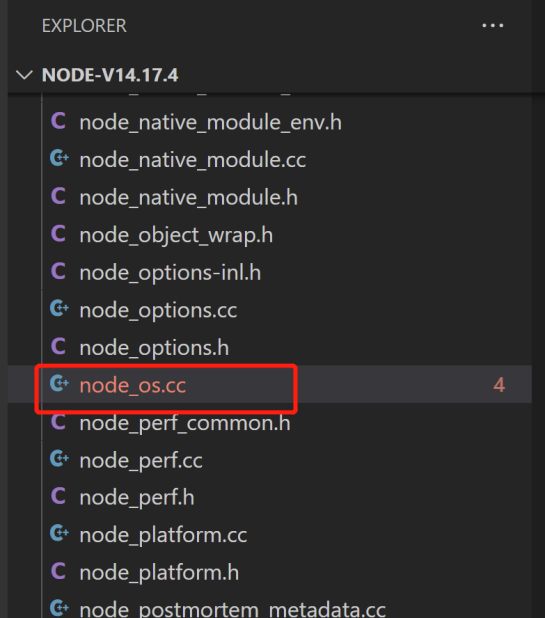 EXPLORER ...
NODE-V14.17.4
node_native_module_env.h
node_native_module.cc
node_native_module.h
node_object_wrap.h
node_options-inl.h
node_options.cc
node_options.h
node_os.cc 4
node_perf_common.h
node_perf.cc
node_perf.h
node_platform.cc
node_platform.h
node_postmortem_metadata.cc